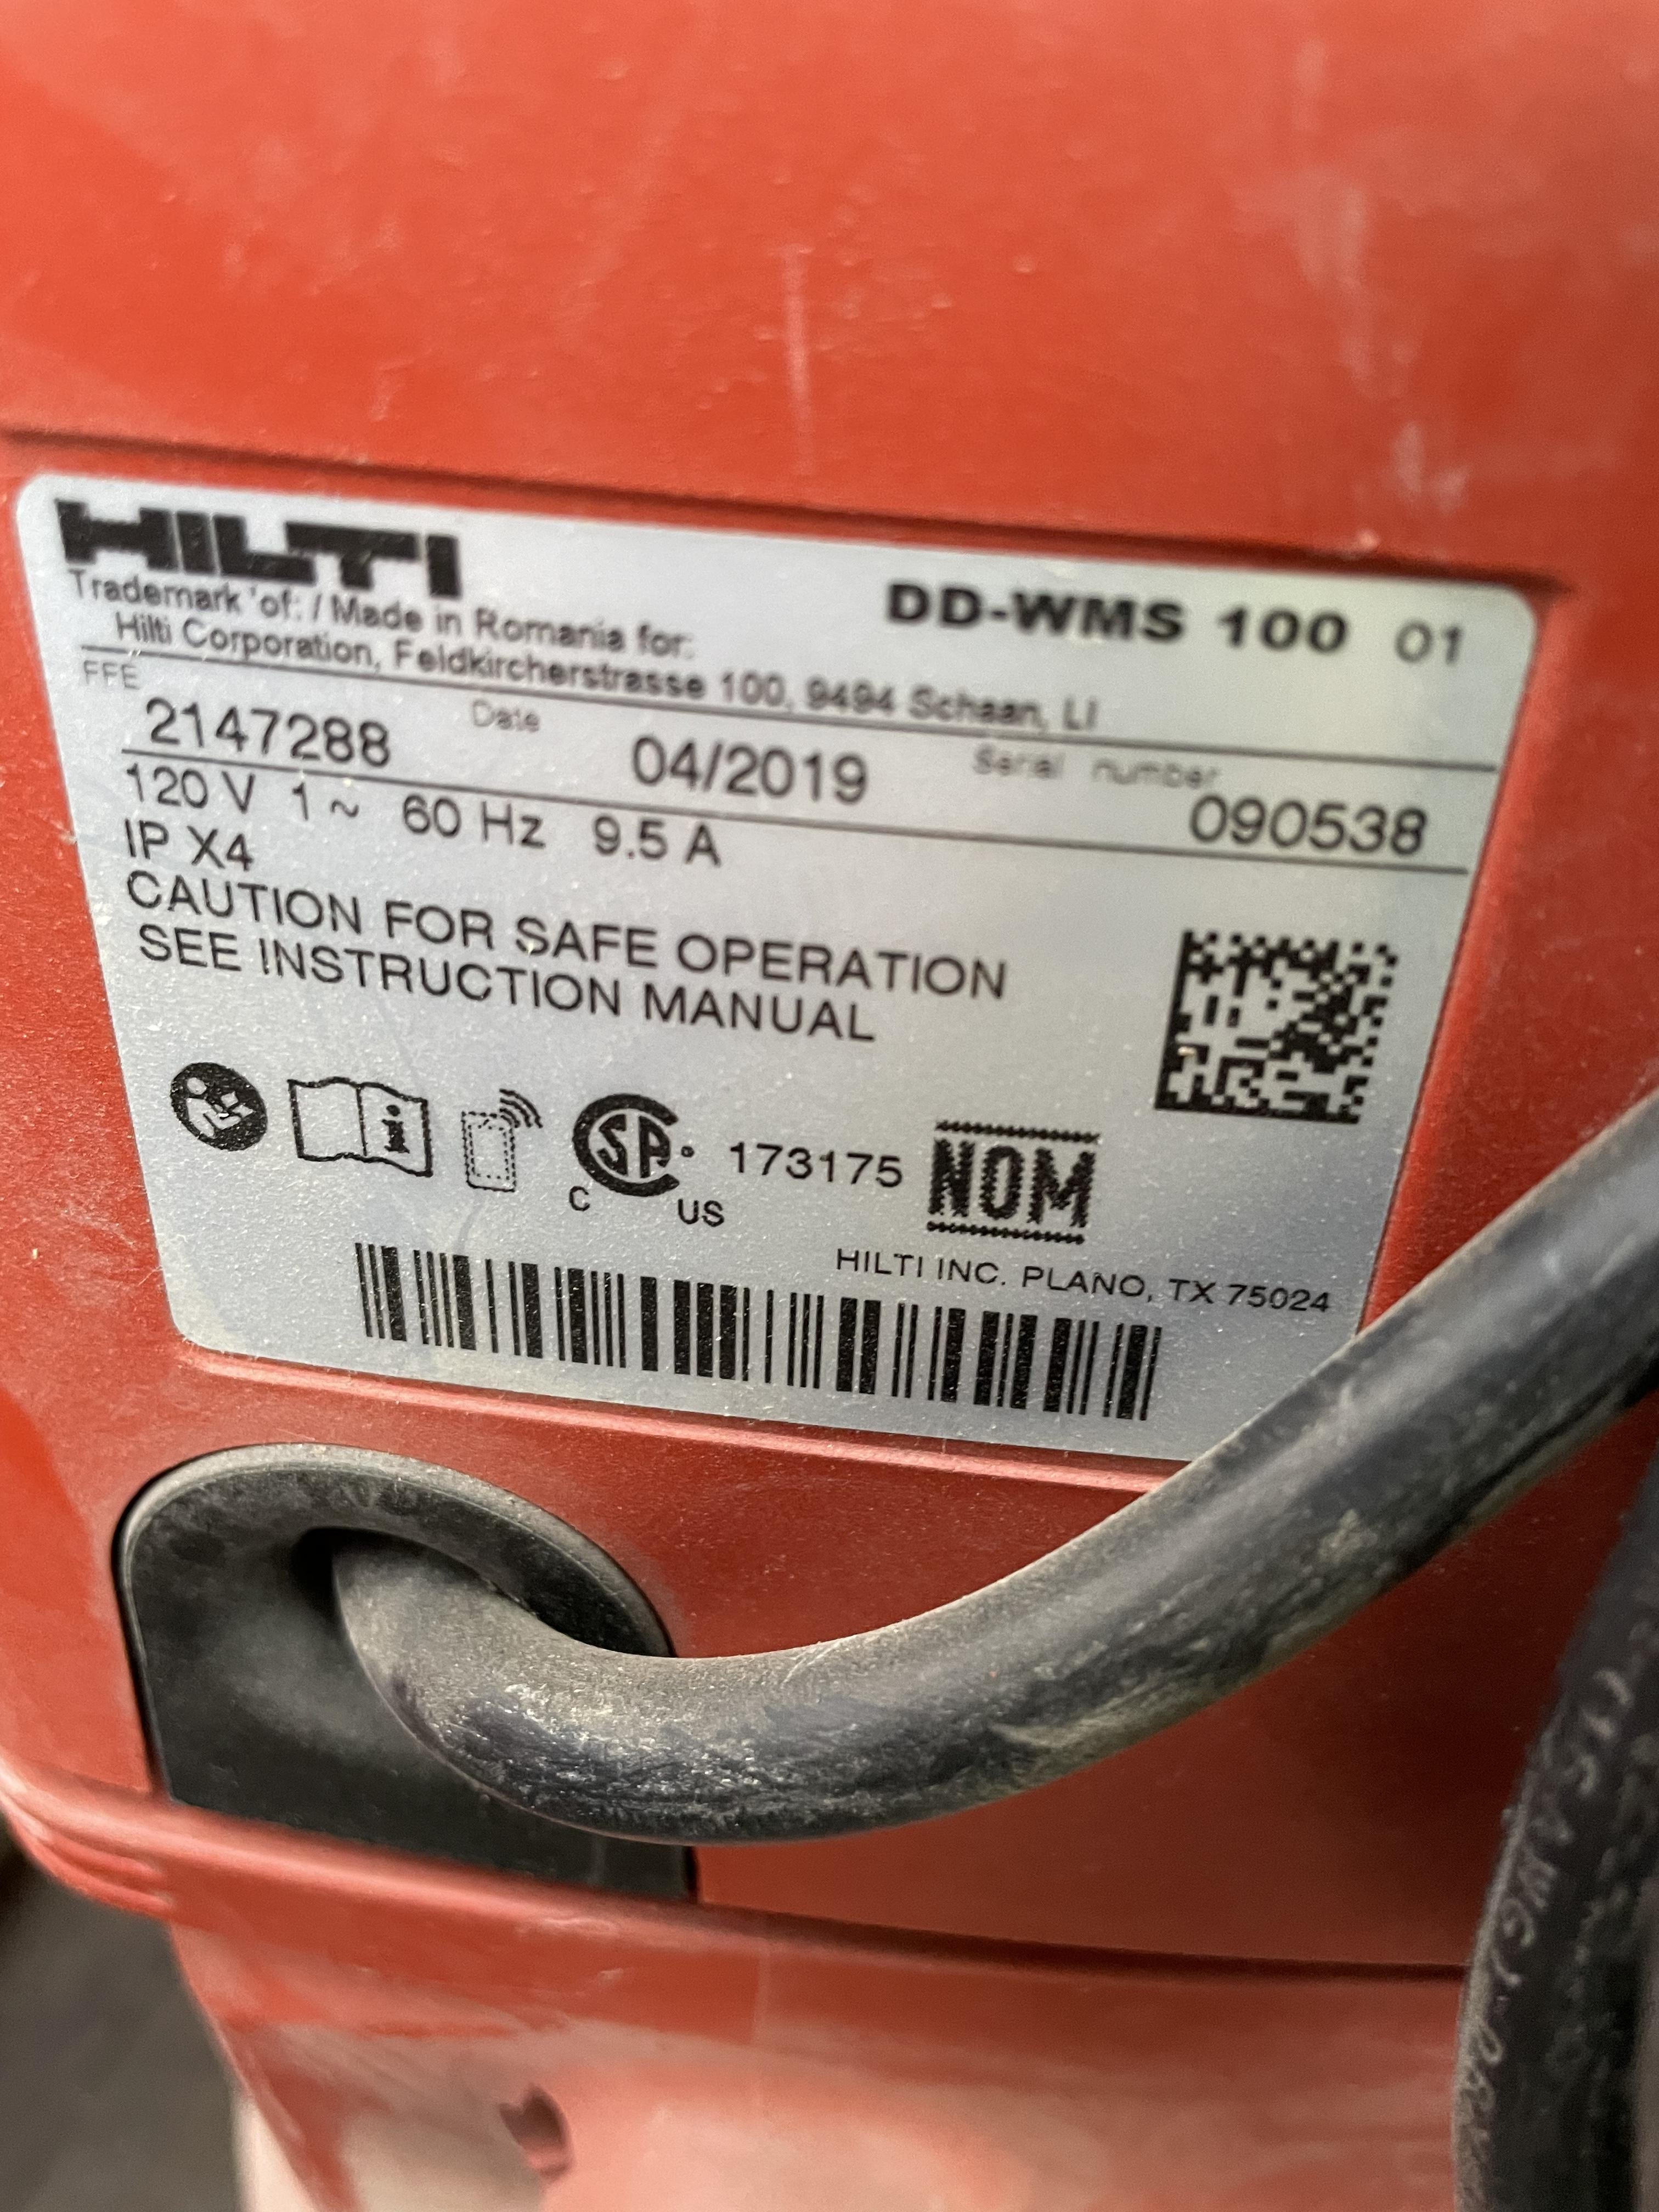 HILTI
DD-WMS 100 01
Trademark of: / Made in Romania for:
Hilti Corporation, Feldkircherstrasse 100, 9494 Schaan, LI
FFE Date Serial number
2147288 04/2019 090538
120 V 1~ 60 Hz 9.5 A
IP X4
CAUTION FOR SAFE OPERATION
SEE INSTRUCTION MANUAL
CSA® 173175 NOM
C US
HILTI INC. PLANO, TX 75024